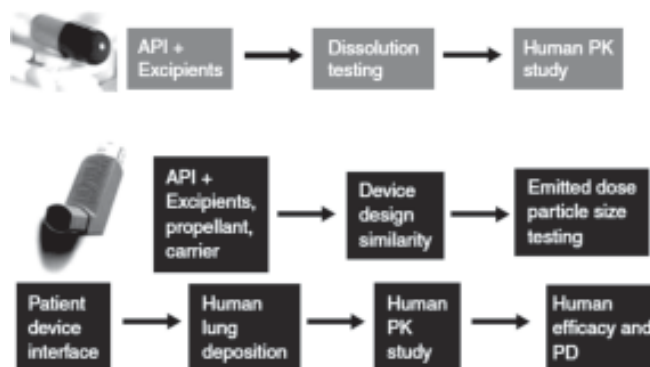 API +
Excipients
Dissolution
testing
Human PK
study
API +
Excipients,
propellant,
carrier
Device
design
similarity
Emitted dose
particle size
testing
Patient
device
interface
Human
lung
deposition
Human
PK
study
Human
efficacy and
PD